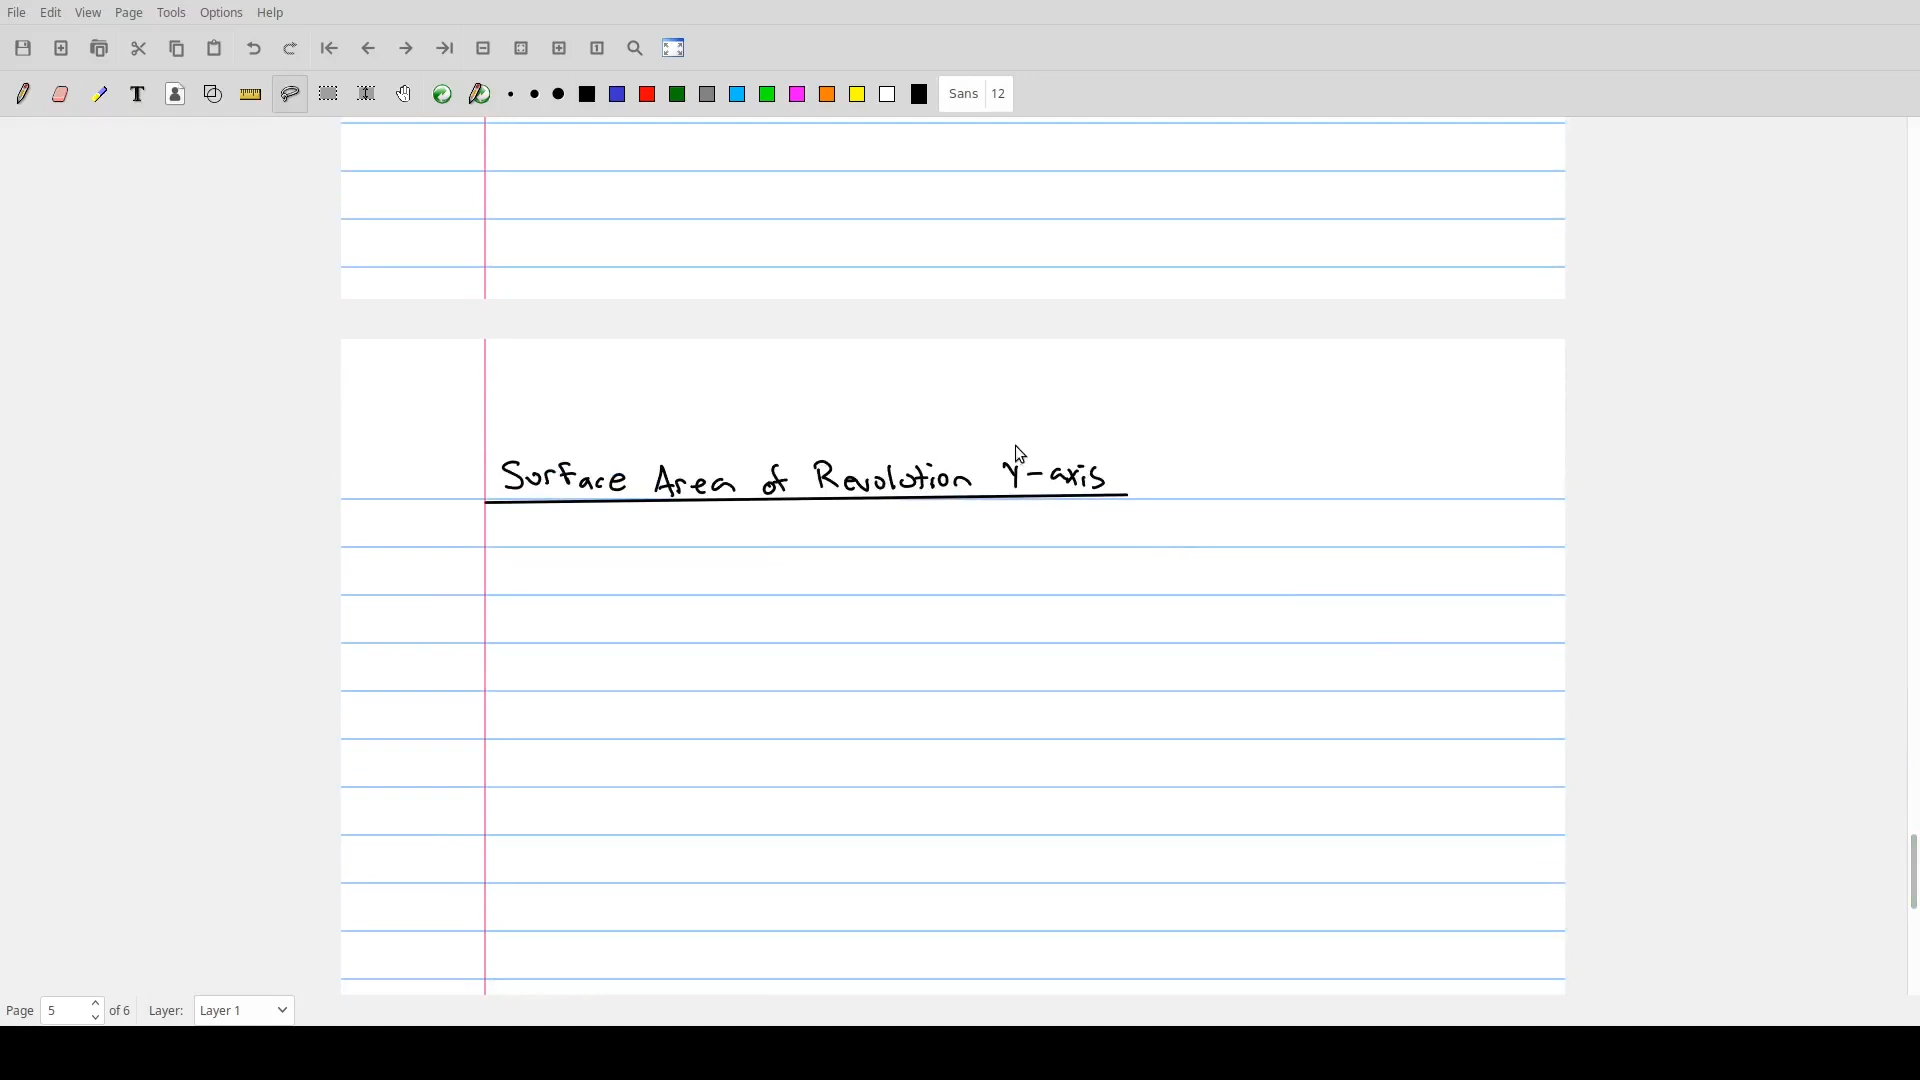 File Edit View Page Tools Options Help
Sans 12
Surface Area of Revolution Y-axis
Page 5 of 6 Layer: Layer 1